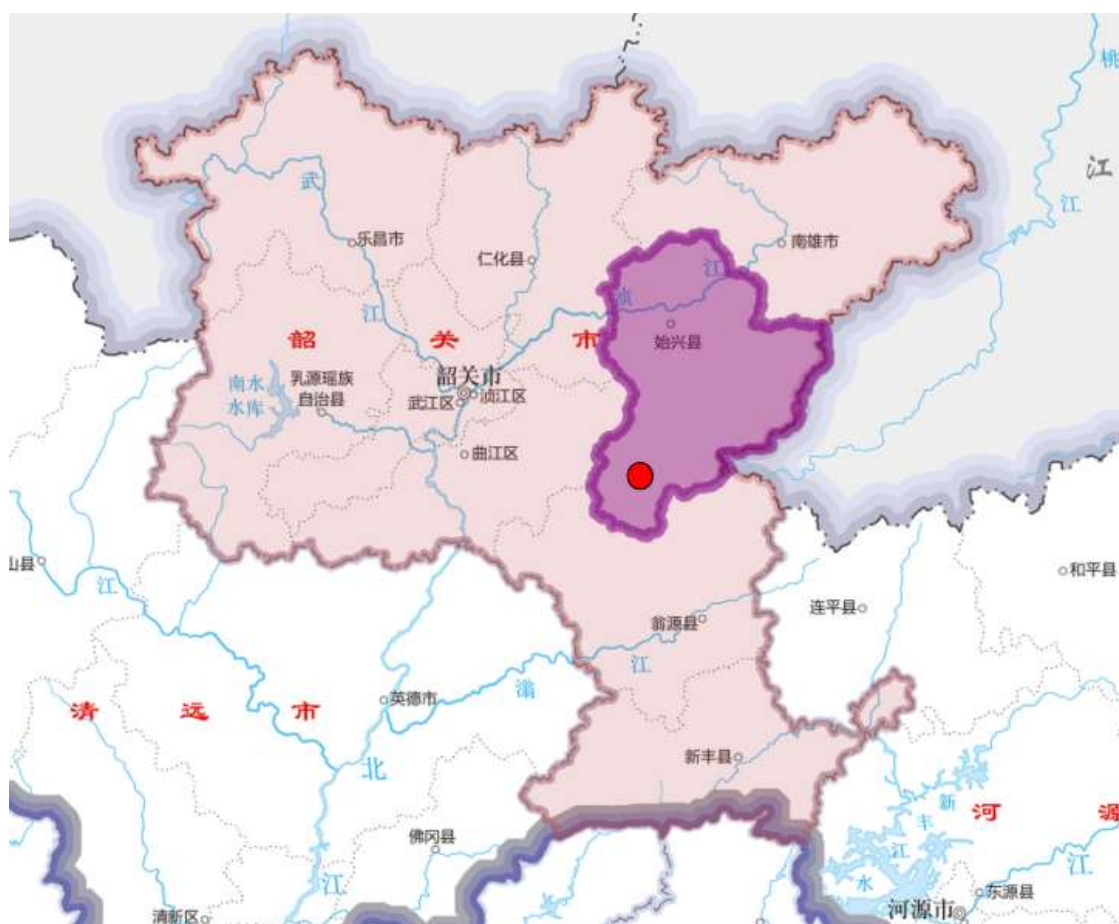 桃
江
江
武
乐昌市
南雄市
仁化县
江
浈
江
始兴县
韶 关 市
韶关市
武江区
浈江区
南水
水库
乳源瑶族
自治县
曲江区
山县
江
和平县
连平县
翁源县
江
滃
英德市
清 远 市
北
新丰县
佛冈县
新
丰
江
水
河 源
江
江
清新区
东源县
河源市